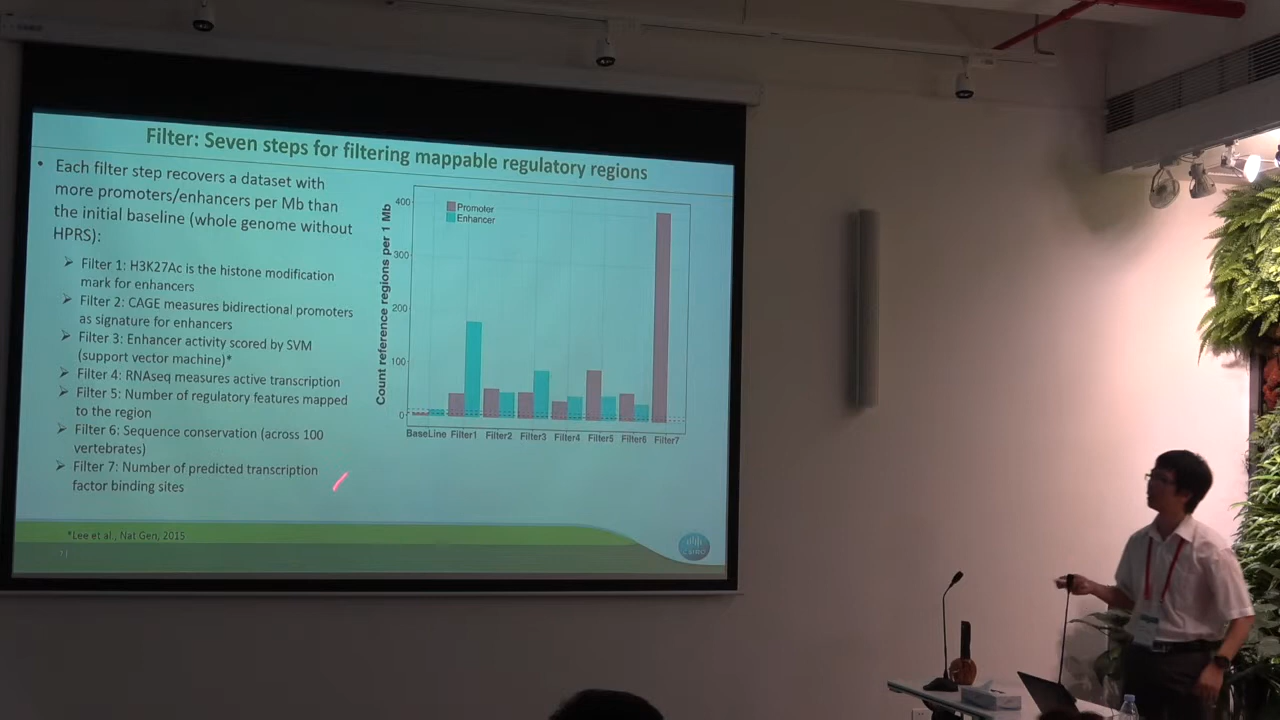 Filter: Seven steps for filtering mappable regulatory regions
• Each filter step recovers a dataset with
more promoters/enhancers per Mb than
the initial baseline (whole genome without
HPRS):
Filter 1: H3K27Ac is the histone modification
mark for enhancers
Filter 2: CAGE measures bidirectional promoters
as signature for enhancers
Filter 3: Enhancer activity scored by SVM
(support vector machine)*
Filter 4: RNAseq measures active transcription
Filter 5: Number of regulatory features mapped
to the region
Filter 6: Sequence conservation (across 100
vertebrates)
Filter 7: Number of predicted transcription
factor binding sites
*Lee et al., Nat Gen, 2015
Count reference regions per 1 Mb
400
300
200
100
0
Promoter
Enhancer
BaseLine Filter1 Filter2 Filter3 Filter4 Filter5 Filter6 Filter7
CSIRO